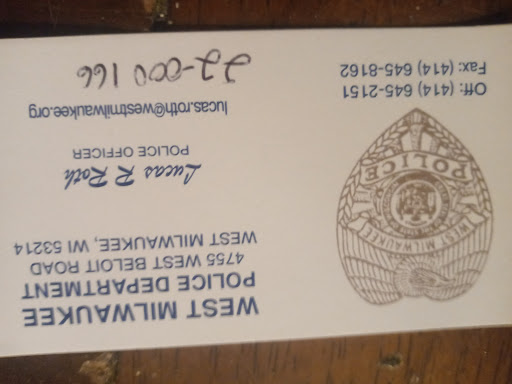 WEST MILWAUKEE
POLICE DEPARTMENT
4755 WEST BELOIT ROAD
WEST MILWAUKEE, WI 53214
Lucas R Roth
POLICE OFFICER
lucas.roth@westmilwaukee.org
22-000166
WEST MILWAUKEE
POLICE
Off: (414) 645-2151
Fax: (414) 645-8162